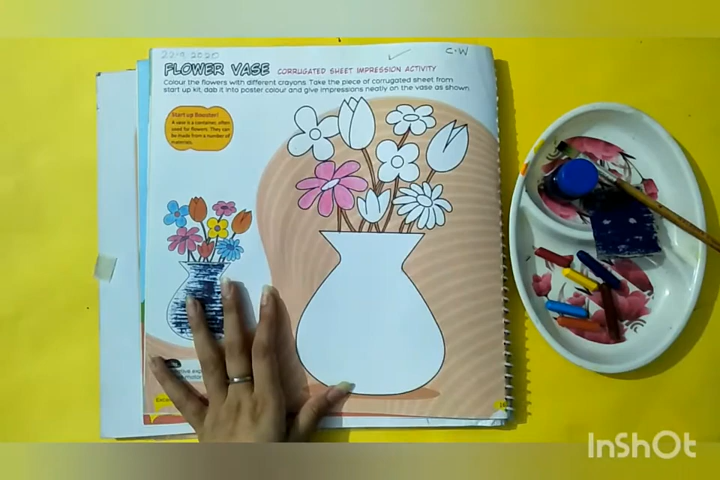 22-9-2020
C.W
FLOWER VASE CORRUGATED SHEET IMPRESSION ACTIVITY
Colour the flowers with different crayons. Take the piece of corrugated sheet from
start up kit, dab it into poster colour and give impressions neatly on the vase as shown.
Start up Booster!
A vase is a container, often
used for flowers. They can
be made from a number of
materials.
InShOt